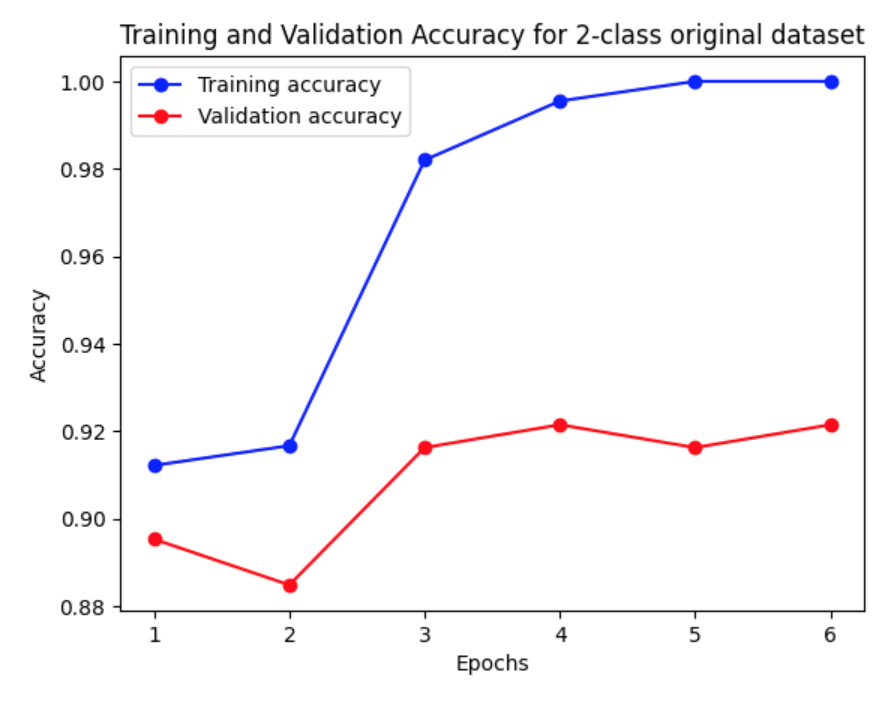 Training and Validation Accuracy for 2-class original dataset
Training accuracy
Validation accuracy
1.00
0.98
0.96
0.94
0.92
0.90
0.88
Accuracy
1 2 3 4 5 6
Epochs